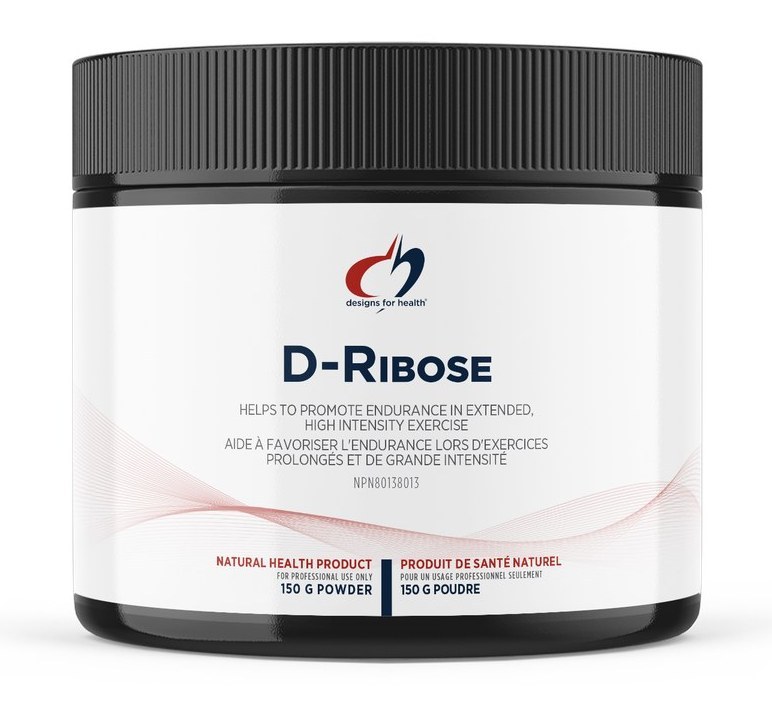 designs for health®
D-RIBOSE
HELPS TO PROMOTE ENDURANCE IN EXTENDED,
HIGH INTENSITY EXERCISE
AIDE À FAVORISER L'ENDURANCE LORS D'EXERCICES
PROLONGÉS ET DE GRANDE INTENSITÉ
NPN80138013
NATURAL HEALTH PRODUCT
FOR PROFESSIONAL USE ONLY
150 G POWDER
PRODUIT DE SANTÉ NATUREL
POUR UN USAGE PROFESSIONNEL SEULEMENT
150 G POUDRE